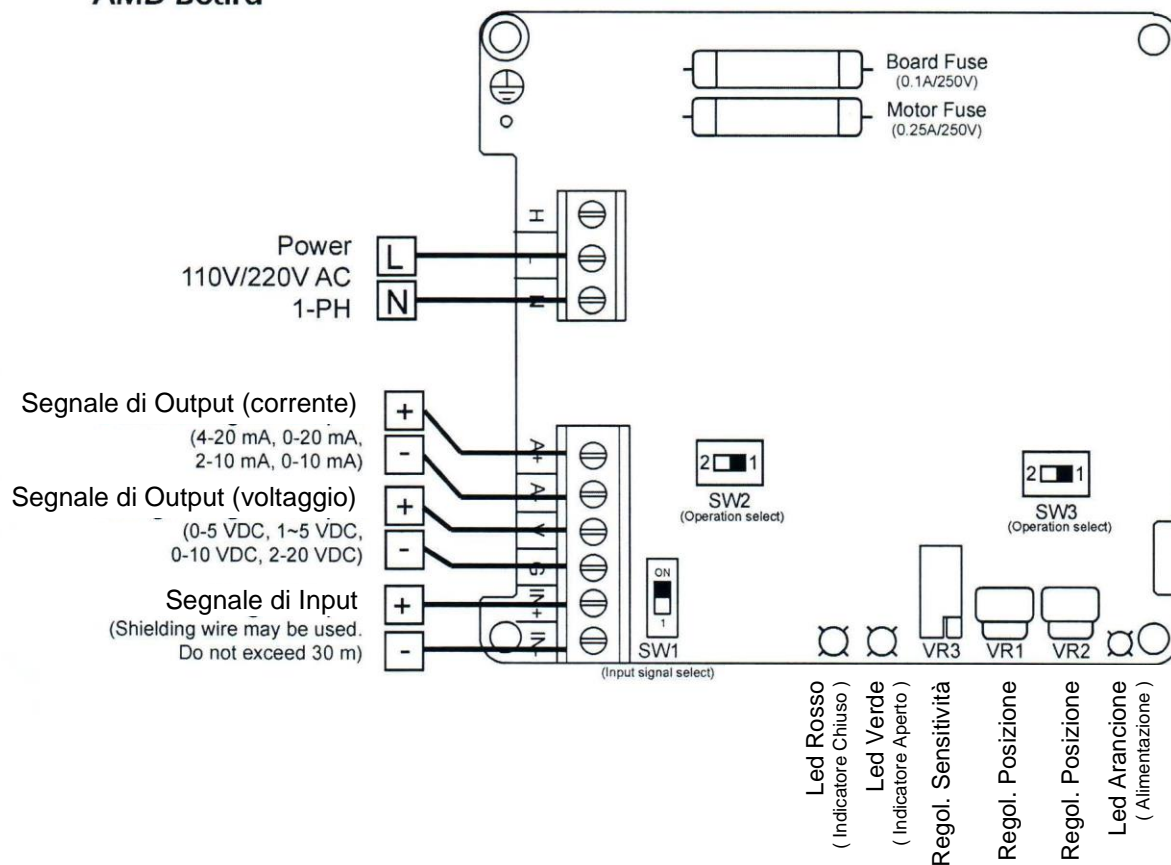 Board Fuse
(0.1A/250V)
Motor Fuse
(0.25A/250V)
H
Power
110V/220V AC
1-PH
L
N
N
Segnale di Output (corrente)
(4-20 mA, 0-20 mA,
2-10 mA, 0-10 mA)
+
-
Segnale di Output (voltaggio)
(0-5 VDC, 1~5 VDC,
0-10 VDC, 2-20 VDC)
+
-
Segnale di Input
(Shielding wire may be used.
Do not exceed 30 m)
+
-
A+
A-
V
G
IN+
IN-
ON
1
SW1
(Input signal select)
2 1
SW2
(Operation select)
2 1
SW3
(Operation select)
VR3
VR1
VR2
Led Rosso
( Indicatore Chiuso )
Led Verde
( Indicatore Aperto )
Regol. Sensitività
Regol. Posizione
Regol. Posizione
Led Arancione
( Alimentazione )